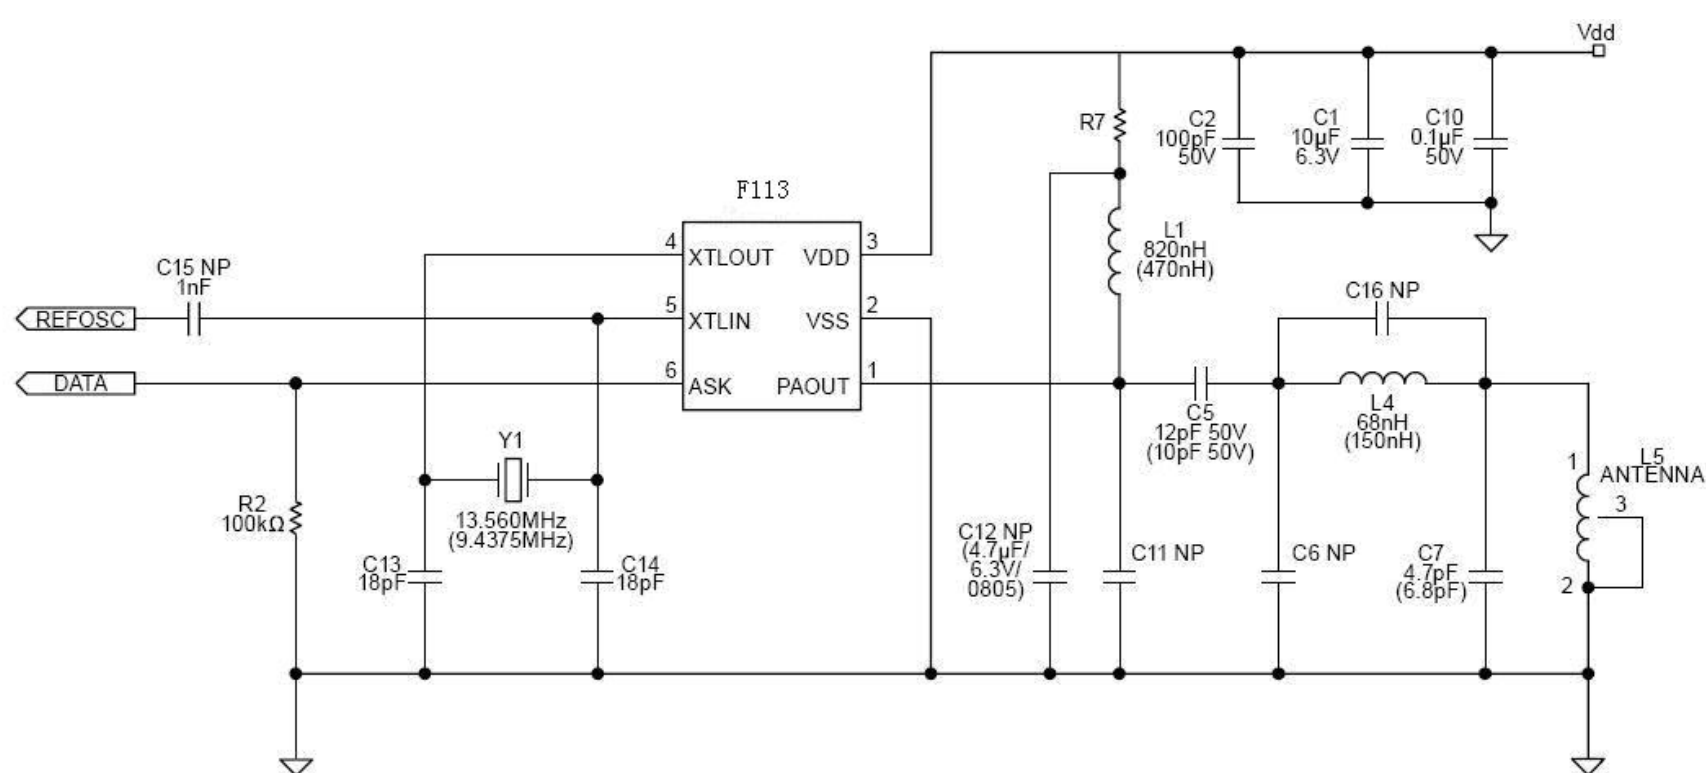 Vdd
R7
C2
100pF
50V
C1
10µF
6.3V
C10
0.1µF
50V
F113
4
XTLOUT
VDD
3
L1
820nH
(470nH)
C15 NP
1nF
REFOSC
5
XTLIN
VSS
2
C16 NP
DATA
6
ASK
PAOUT
1
C5
12pF 50V
(10pF 50V)
L4
68nH
(150nH)
Y1
13.560MHz
(9.4375MHz)
R2
100kΩ
L5
ANTENNA
1
3
2
C13
18pF
C14
18pF
C12 NP
(4.7µF/
6.3V/
0805)
C11 NP
C6 NP
C7
4.7pF
(6.8pF)